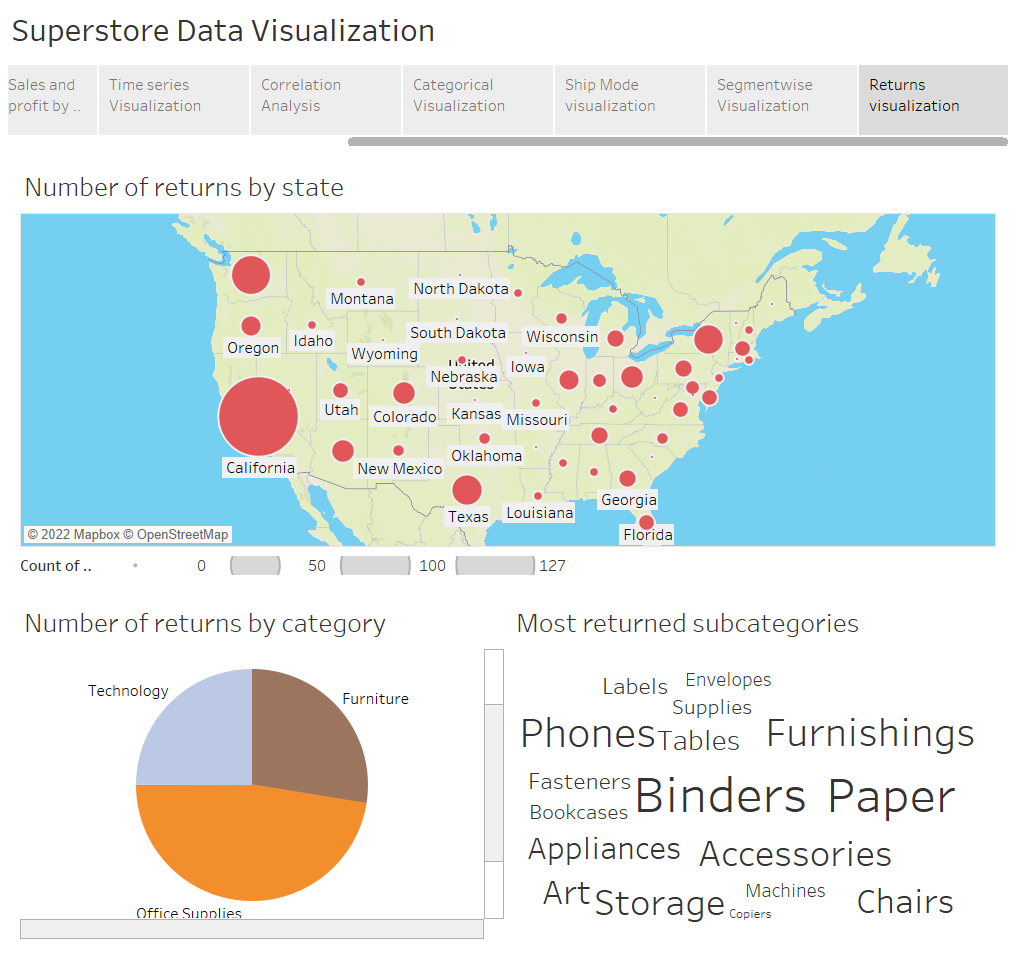 Superstore Data Visualization
Sales and
profit by ..
Time series
Visualization
Correlation
Analysis
Categorical
Visualization
Ship Mode
visualization
Segmentwise
Visualization
Returns
visualization
Number of returns by state
Montana
North Dakota
Oregon
Idaho
South Dakota
Wisconsin
Wyoming
United
States
Nebraska
Iowa
Utah
Colorado
Kansas
Missouri
California
New Mexico
Oklahoma
Texas
Louisiana
Georgia
Florida
© 2022 Mapbox © OpenStreetMap
Count of ..
0
50
100
127
Number of returns by category
Technology
Furniture
Office Supplies
Most returned subcategories
Labels
Envelopes
Supplies
Phones
Tables
Furnishings
Fasteners
Bookcases
Binders
Paper
Appliances
Accessories
Art
Storage
Machines
Copiers
Chairs